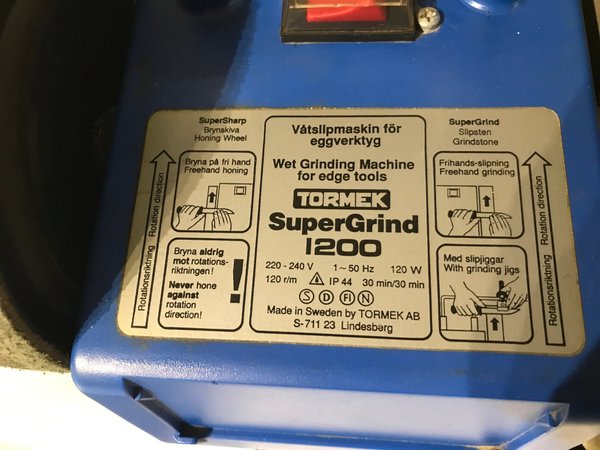 SuperSharp
Brynskiva
Honing Wheel
Rotationsriktning Rotation direction
Bryna på fri hand
Freehand honing
Bryna aldrig
mot rotations-
riktningen!
Never hone
against
rotation
direction!
!
Våtslipmaskin för
eggverktyg
Wet Grinding Machine
for edge tools
TORMEK
SuperGrind
1200
220 - 240 V 1 ~ 50 Hz 120 W
120 r/m IP 44 30 min/30 min
S D FI N
Made in Sweden by TORMEK AB
S-711 23 Lindesberg
SuperGrind
Slipsten
Grindstone
Frihands-slipning
Freehand grinding
Med slipjiggar
With grinding jigs
Rotationsriktning Rotation direction